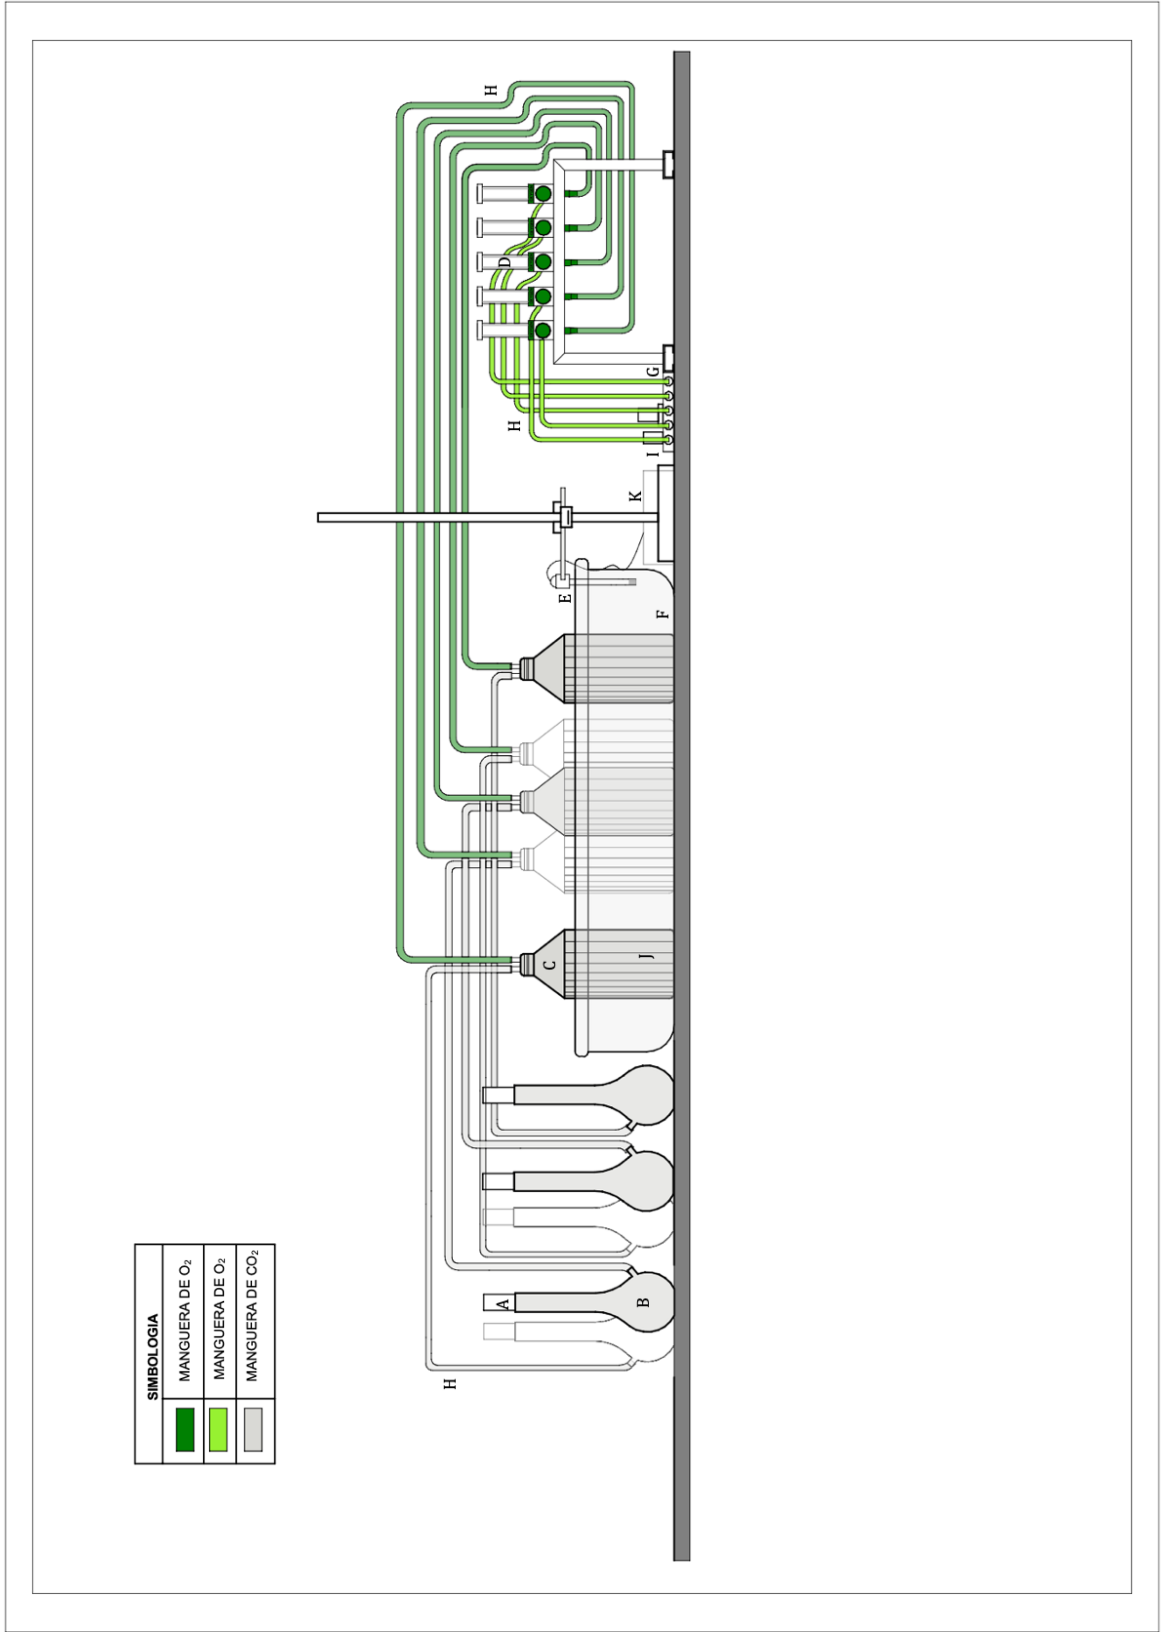 SIMBOLOGIA
MANGUERA DE O₂
MANGUERA DE O₂
MANGUERA DE CO₂
H
A
B
H
C
J
F
E
K
I
H
G
D
H